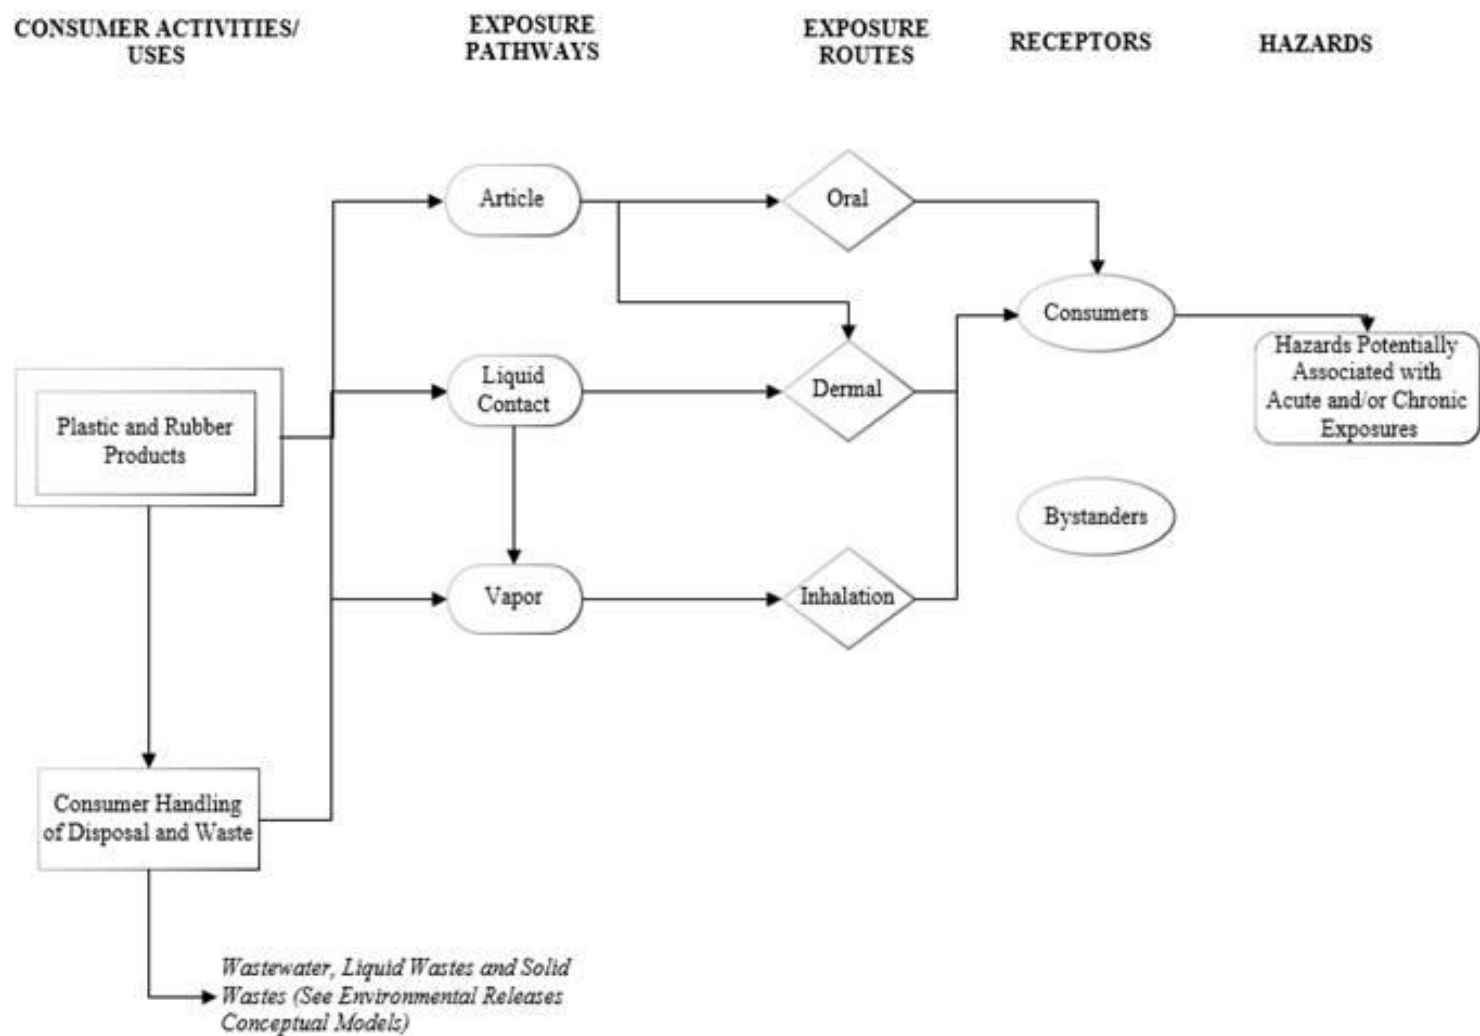 CONSUMER ACTIVITIES/
USES
EXPOSURE
PATHWAYS
EXPOSURE
ROUTES
RECEPTORS
HAZARDS
Article
Oral
Consumers
Hazards Potentially
Associated with
Acute and/or Chronic
Exposures
Liquid
Contact
Dermal
Plastic and Rubber
Products
Bystanders
Vapor
Inhalation
Consumer Handling
of Disposal and Waste
Wastewater, Liquid Wastes and Solid
Wastes (See Environmental Releases
Conceptual Models)